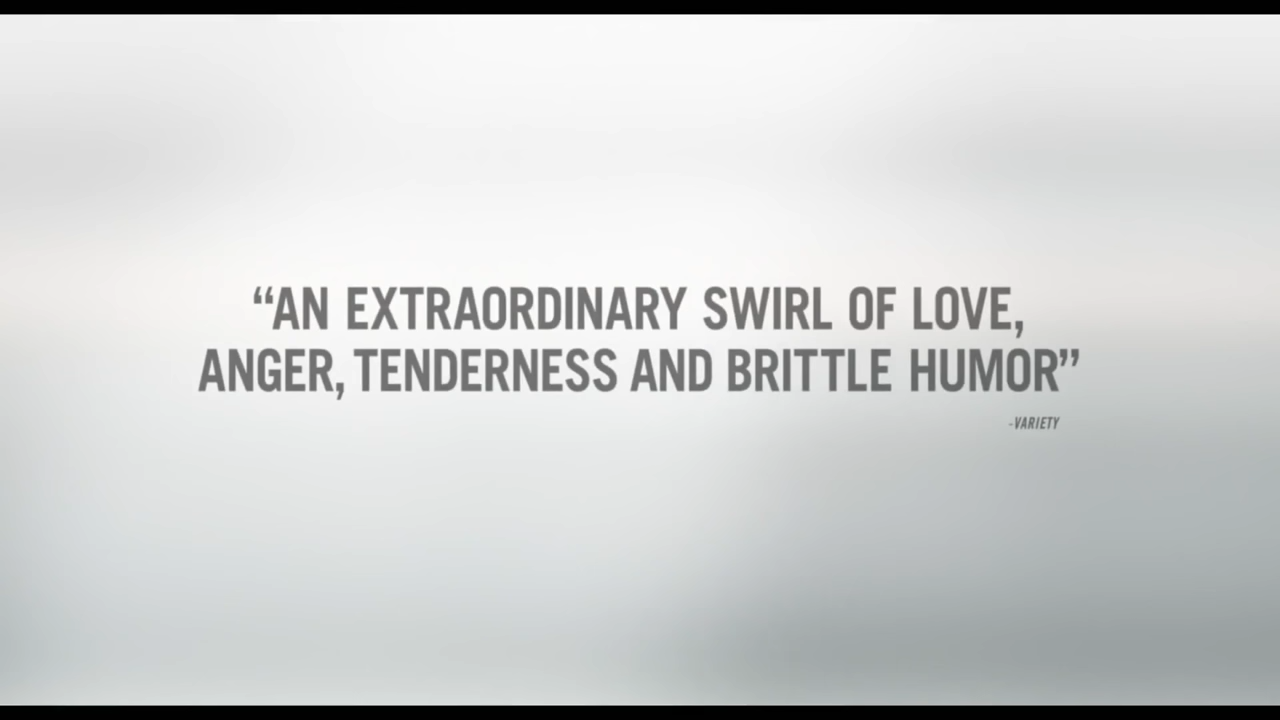 “AN EXTRAORDINARY SWIRL OF LOVE,
ANGER, TENDERNESS AND BRITTLE HUMOR”
-VARIETY